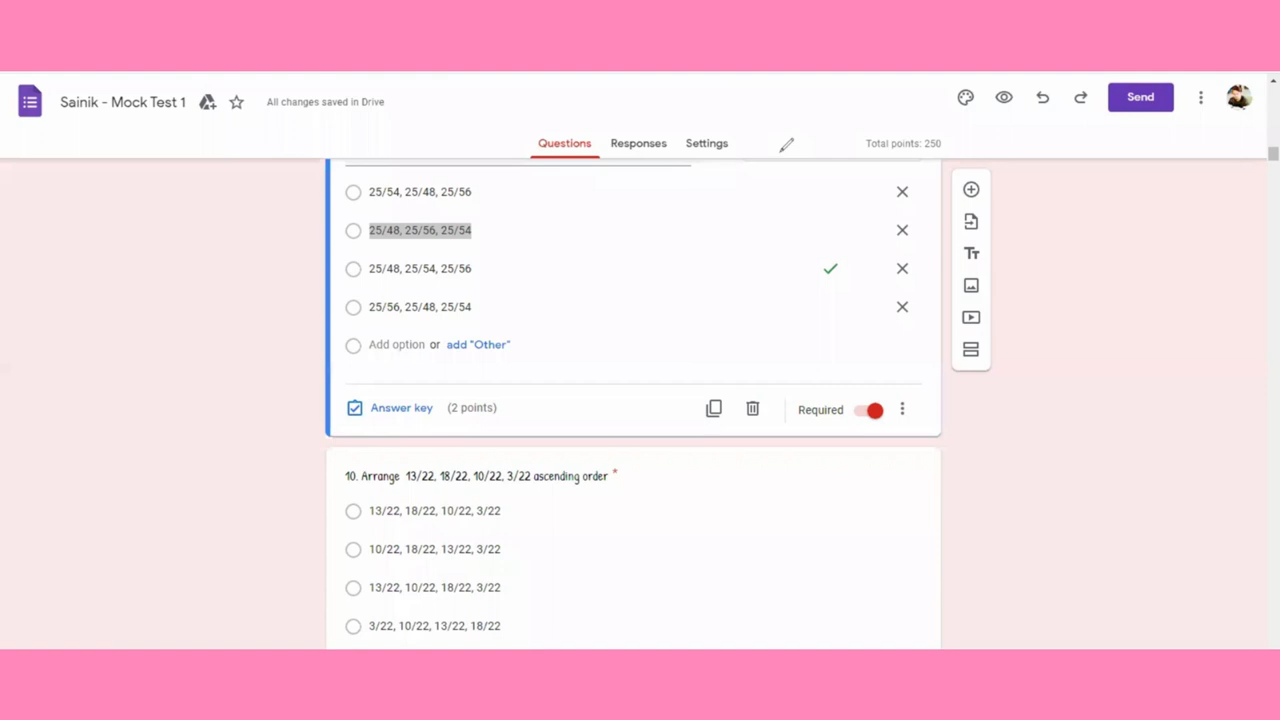 Sainik - Mock Test 1
All changes saved in Drive
Send
Questions Responses Settings
Total points: 250
25/54, 25/48, 25/56
25/48, 25/56, 25/54
25/48, 25/54, 25/56
25/56, 25/48, 25/54
Add option or add "Other"
Answer key (2 points)
Required
10. Arrange 13/22, 18/22, 10/22, 3/22 ascending order *
13/22, 18/22, 10/22, 3/22
10/22, 18/22, 13/22, 3/22
13/22, 10/22, 18/22, 3/22
3/22, 10/22, 13/22, 18/22